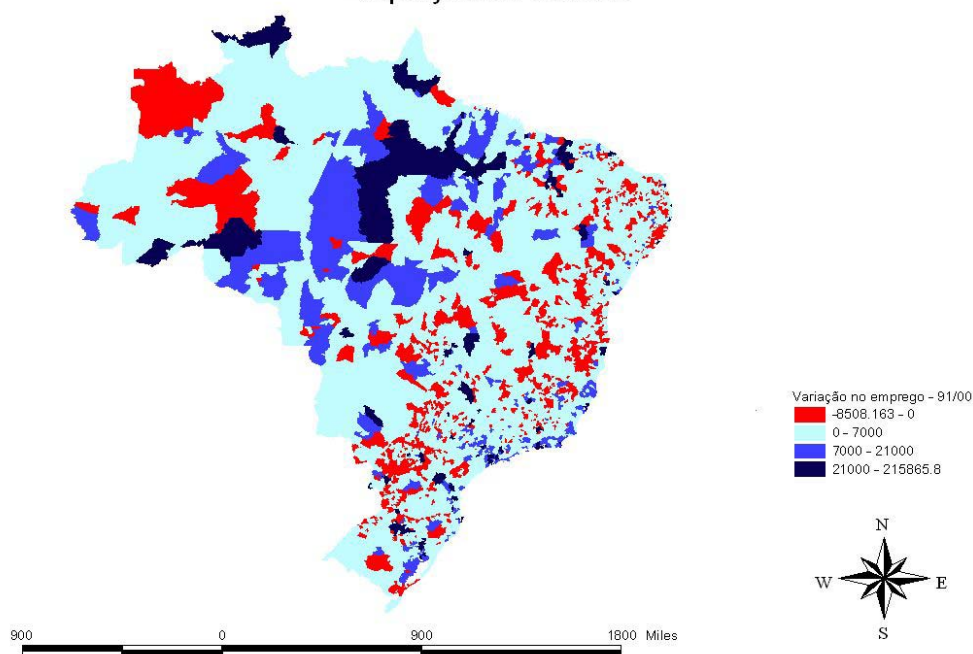 Variação no emprego - 91/00
-8508.163 - 0
0 - 7000
7000 - 21000
21000 - 215865.8
N
W E
S
900 0 900 1800 Miles